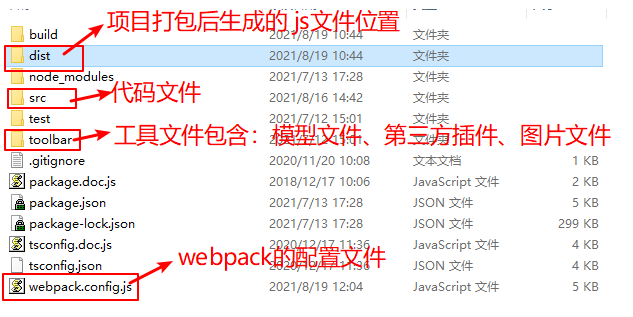 项目打包后生成的 js文件位置
build 2021/8/19 10:44 文件夹
dist 2021/8/19 10:44 文件夹
node_modules 2021/7/13 17:28 文件夹
src 2021/8/16 14:42 文件夹
代码文件
test 2021/7/12 15:01 文件夹
toolbar 文件夹
工具文件包含：模型文件、第三方插件、图片文件
.gitignore 2020/11/20 10:08 文本文档 1 KB
package.doc.js 2018/12/17 10:06 JavaScript 文件 2 KB
package.json 2021/7/13 17:28 JSON 文件 5 KB
package-lock.json 2021/7/13 17:28 JSON 文件 299 KB
tsconfig.doc.js 2020/12/17 11:36 JavaScript 文件 4 KB
webpack的配置文件
tsconfig.json 2020/12/17 11:36 JSON 文件 4 KB
webpack.config.js 2021/8/19 12:04 JavaScript 文件 5 KB